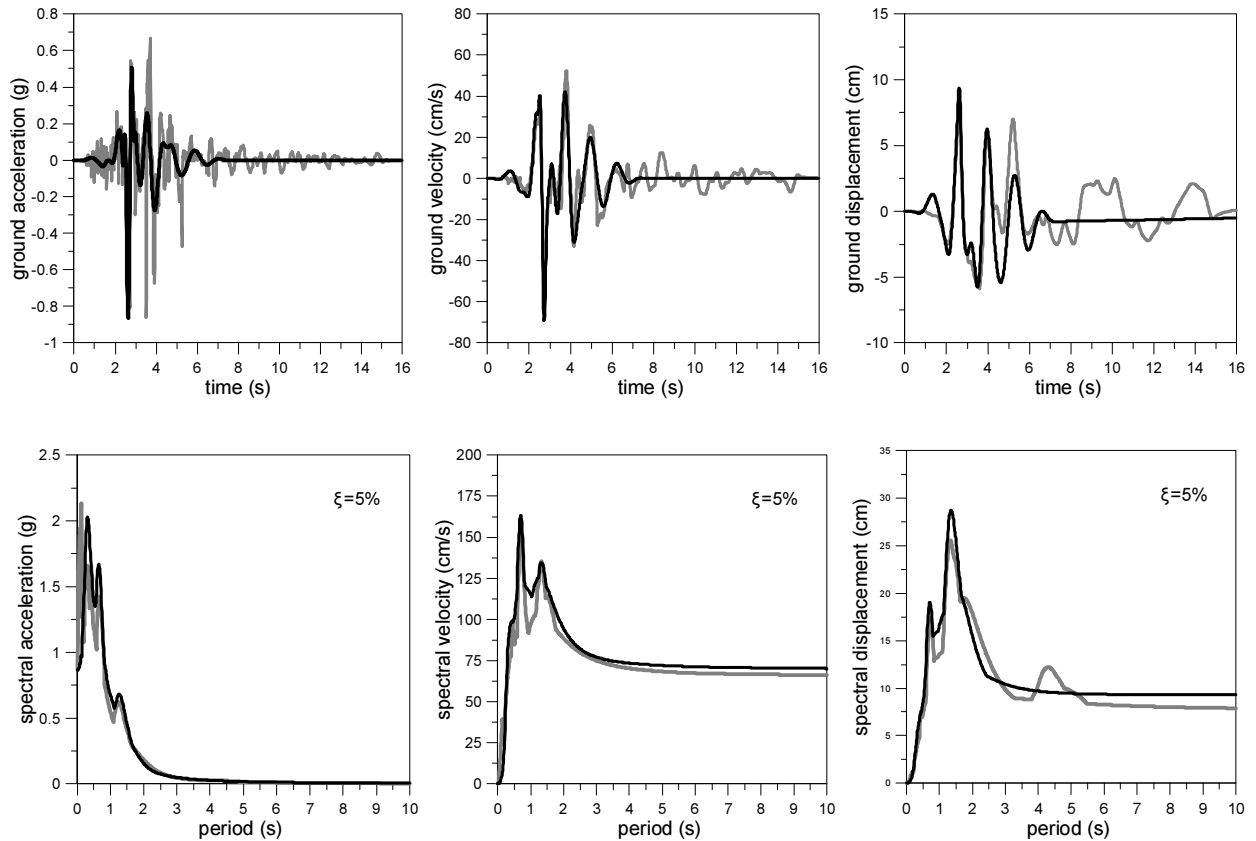 0.8
0.6
0.4
0.2
0
-0.2
-0.4
-0.6
-0.8
-1
ground acceleration (g)
0 2 4 6 8 10 12 14 16
time (s)
80
60
40
20
0
-20
-40
-60
-80
ground velocity (cm/s)
0 2 4 6 8 10 12 14 16
time (s)
15
10
5
0
-5
-10
ground displacement (cm)
0 2 4 6 8 10 12 14 16
time (s)
2.5
2
1.5
1
0.5
0
spectral acceleration (g)
ξ=5%
0 1 2 3 4 5 6 7 8 9 10
period (s)
200
175
150
125
100
75
50
25
0
spectral velocity (cm/s)
ξ=5%
0 1 2 3 4 5 6 7 8 9 10
period (s)
35
30
25
20
15
10
5
0
spectral displacement (cm)
ξ=5%
0 1 2 3 4 5 6 7 8 9 10
period (s)